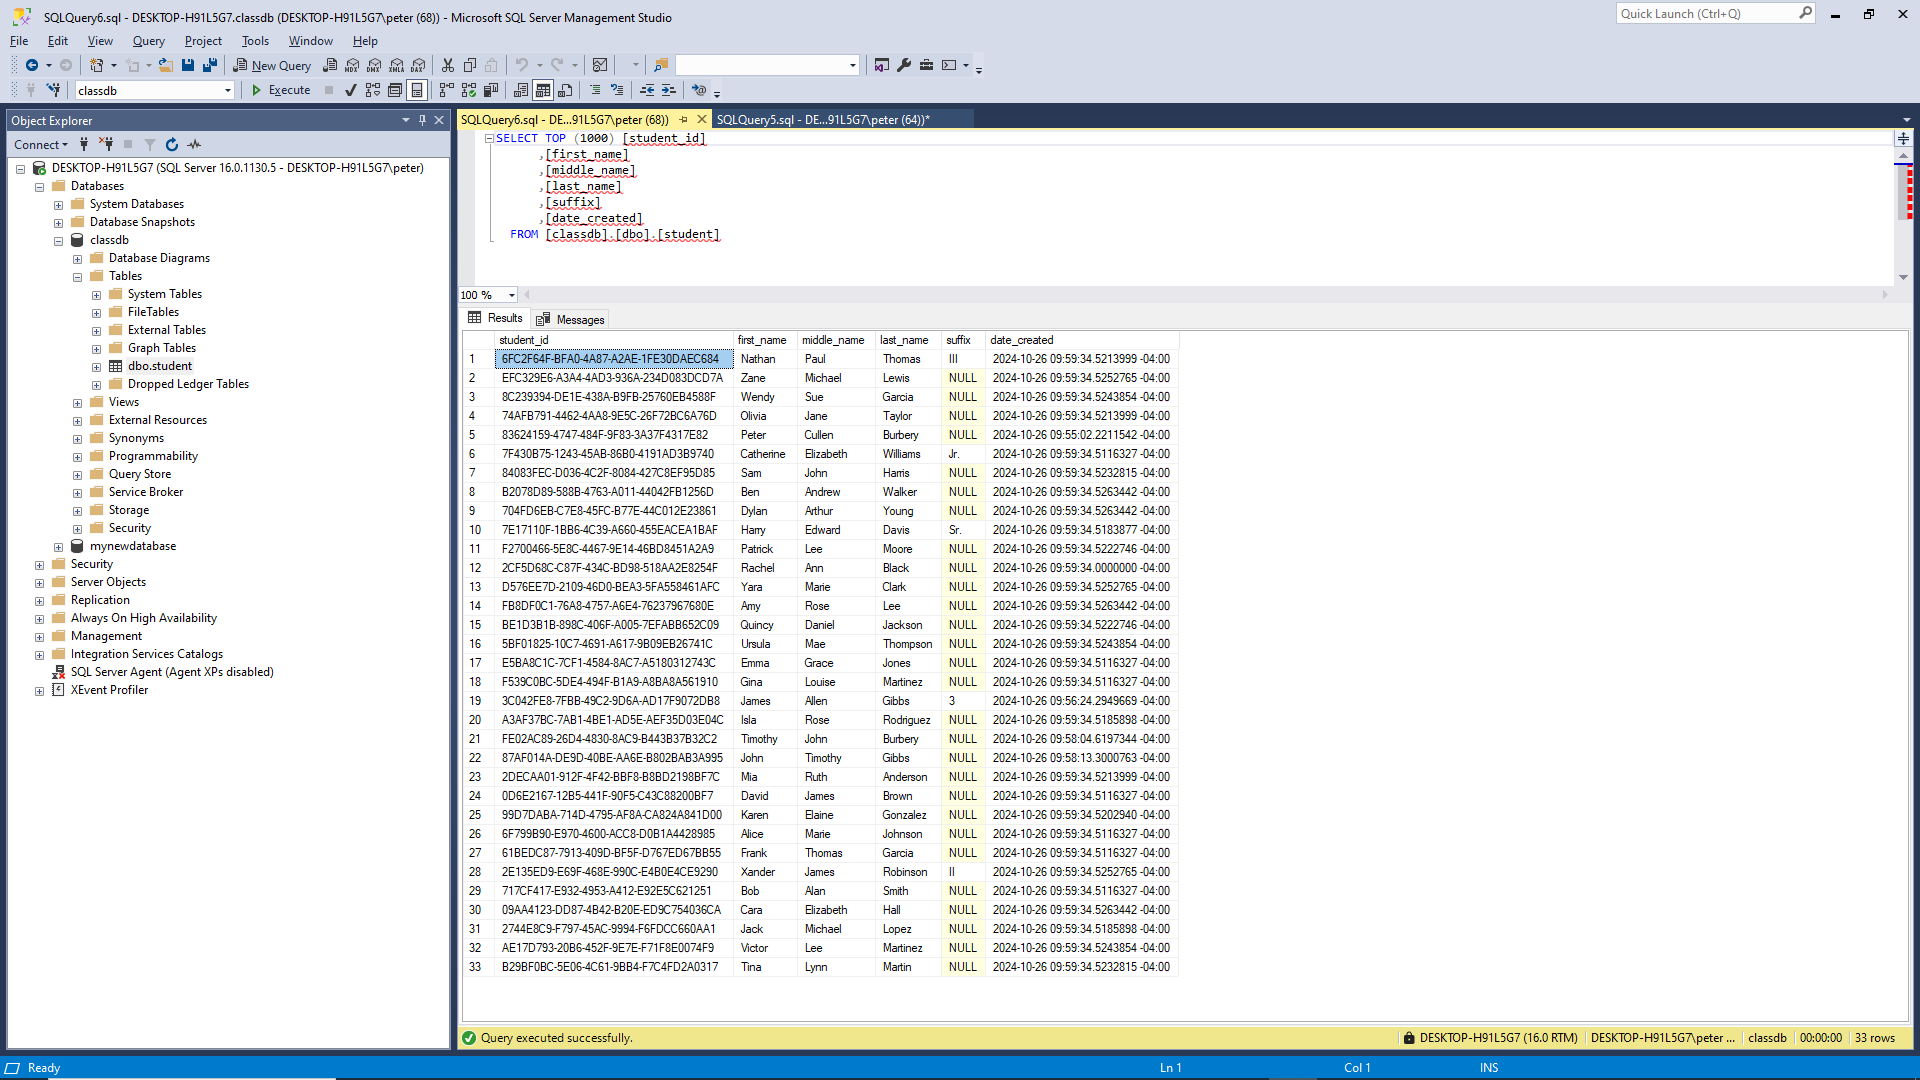 SQLQuery6.sql - DESKTOP-H91L5G7.classdb (DESKTOP-H91L5G7\peter (68)) - Microsoft SQL Server Management Studio
Quick Launch (Ctrl+Q)
File Edit View Query Project Tools Window Help
New Query
MDX DMX XMLA DAX
classdb
Execute
Object Explorer
Connect
DESKTOP-H91L5G7 (SQL Server 16.0.1130.5 - DESKTOP-H91L5G7\peter)
Databases
System Databases
Database Snapshots
classdb
Database Diagrams
Tables
System Tables
FileTables
External Tables
Graph Tables
dbo.student
Dropped Ledger Tables
Views
External Resources
Synonyms
Programmability
Query Store
Service Broker
Storage
Security
mynewdatabase
Security
Server Objects
Replication
Always On High Availability
Management
Integration Services Catalogs
SQL Server Agent (Agent XPs disabled)
XEvent Profiler
SQLQuery6.sql - DE...91L5G7\peter (68)) SQLQuery5.sql - DE...91L5G7\peter (64))*
SELECT TOP (1000) [student_id]
,[first_name]
,[middle_name]
,[last_name]
,[suffix]
,[date_created]
FROM [classdb].[dbo].[student]
100 %
Results Messages
student_id first_name middle_name last_name suffix date_created
1 6FC2F64F-BFA0-4A87-A2AE-1FE30DAEC684 Nathan Paul Thomas III 2024-10-26 09:59:34.5213999 -04:00
2 EFC329E6-A3A4-4AD3-936A-234D083DCD7A Zane Michael Lewis NULL 2024-10-26 09:59:34.5252765 -04:00
3 8C239394-DE1E-438A-B9FB-25760EB4588F Wendy Sue Garcia NULL 2024-10-26 09:59:34.5243854 -04:00
4 74AFB791-4462-4AA8-9E5C-26F72BC6A76D Olivia Jane Taylor NULL 2024-10-26 09:59:34.5213999 -04:00
5 83624159-4747-484F-9F83-3A37F4317E82 Peter Cullen Burbery NULL 2024-10-26 09:55:02.2211542 -04:00
6 7F430B75-1243-45AB-86B0-4191AD3B9740 Catherine Elizabeth Williams Jr. 2024-10-26 09:59:34.5116327 -04:00
7 84083FEC-D036-4C2F-8084-427C8EF95D85 Sam John Harris NULL 2024-10-26 09:59:34.5232815 -04:00
8 B2078D89-588B-4763-A011-44042FB1256D Ben Andrew Walker NULL 2024-10-26 09:59:34.5263442 -04:00
9 704FD6EB-C7E8-45FC-B77E-44C012E23861 Dylan Arthur Young NULL 2024-10-26 09:59:34.5263442 -04:00
10 7E17110F-1BB6-4C39-A660-455EACEA1BAF Harry Edward Davis Sr. 2024-10-26 09:59:34.5183877 -04:00
11 F2700466-5E8C-4467-9E14-46BD8451A2A9 Patrick Lee Moore NULL 2024-10-26 09:59:34.5222746 -04:00
12 2CF5D68C-C87F-434C-BD98-518AA2E8254F Rachel Ann Black NULL 2024-10-26 09:59:34.0000000 -04:00
13 D576EE7D-2109-46D0-BEA3-5FA558461AFC Yara Marie Clark NULL 2024-10-26 09:59:34.5252765 -04:00
14 FB8DF0C1-76A8-4757-A6E4-76237967680E Amy Rose Lee NULL 2024-10-26 09:59:34.5263442 -04:00
15 BE1D3B1B-898C-406F-A005-7EFABB652C09 Quincy Daniel Jackson NULL 2024-10-26 09:59:34.5222746 -04:00
16 5BF01825-10C7-4691-A617-9B09EB26741C Ursula Mae Thompson NULL 2024-10-26 09:59:34.5243854 -04:00
17 E5BA8C1C-7CF1-4584-8AC7-A5180312743C Emma Grace Jones NULL 2024-10-26 09:59:34.5116327 -04:00
18 F539C0BC-5DE4-494F-B1A9-A8BA8A561910 Gina Louise Martinez NULL 2024-10-26 09:59:34.5116327 -04:00
19 3C042FE8-7FBB-49C2-9D6A-AD17F9072DB8 James Allen Gibbs 3 2024-10-26 09:56:24.2949669 -04:00
20 A3AF37BC-7AB1-4BE1-AD5E-AEF35D03E04C Isla Rose Rodriguez NULL 2024-10-26 09:59:34.5185898 -04:00
21 FE02AC89-26D4-4830-8AC9-B443B37B32C2 Timothy John Burbery NULL 2024-10-26 09:58:04.6197344 -04:00
22 87AF014A-DE9D-40BE-AA6E-B802BAB3A995 John Timothy Gibbs NULL 2024-10-26 09:58:13.3000763 -04:00
23 2DECAA01-912F-4F42-BBF8-B8BD2198BF7C Mia Ruth Anderson NULL 2024-10-26 09:59:34.5213999 -04:00
24 0D6E2167-12B5-441F-90F5-C43C88200BF7 David James Brown NULL 2024-10-26 09:59:34.5116327 -04:00
25 99D7DABA-714D-4795-AF8A-CA824A841D00 Karen Elaine Gonzalez NULL 2024-10-26 09:59:34.5202940 -04:00
26 6F799B90-E970-4600-ACC8-D0B1A4428985 Alice Marie Johnson NULL 2024-10-26 09:59:34.5116327 -04:00
27 61BEDC87-7913-409D-BF5F-D767ED67BB55 Frank Thomas Garcia NULL 2024-10-26 09:59:34.5116327 -04:00
28 2E135ED9-E69F-468E-990C-E4B0E4CE9290 Xander James Robinson II 2024-10-26 09:59:34.5252765 -04:00
29 717CF417-E932-4953-A412-E92E5C621251 Bob Alan Smith NULL 2024-10-26 09:59:34.5116327 -04:00
30 09AA4123-DD87-4B42-B20E-ED9C754036CA Cara Elizabeth Hall NULL 2024-10-26 09:59:34.5263442 -04:00
31 2744E8C9-F797-45AC-9994-F6FDCC660AA1 Jack Michael Lopez NULL 2024-10-26 09:59:34.5185898 -04:00
32 AE17D793-20B6-452F-9E7E-F71F8E0074F9 Victor Lee Martinez NULL 2024-10-26 09:59:34.5243854 -04:00
33 B29BF0BC-5E06-4C61-9BB4-F7C4FD2A0317 Tina Lynn Martin NULL 2024-10-26 09:59:34.5232815 -04:00
Query executed successfully. DESKTOP-H91L5G7 (16.0 RTM) DESKTOP-H91L5G7\peter ... classdb 00:00:00 33 rows
Ready Ln 1 Col 1 INS